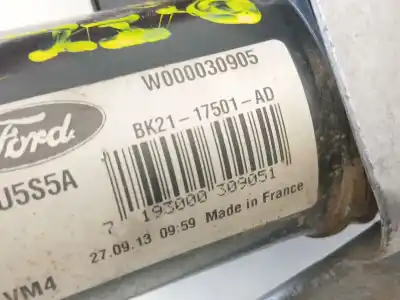 W000030905
Ford
BK21-17501-AD
U5S5A
7 193000 309051
27.09.13 09:59 Made in France
VM4